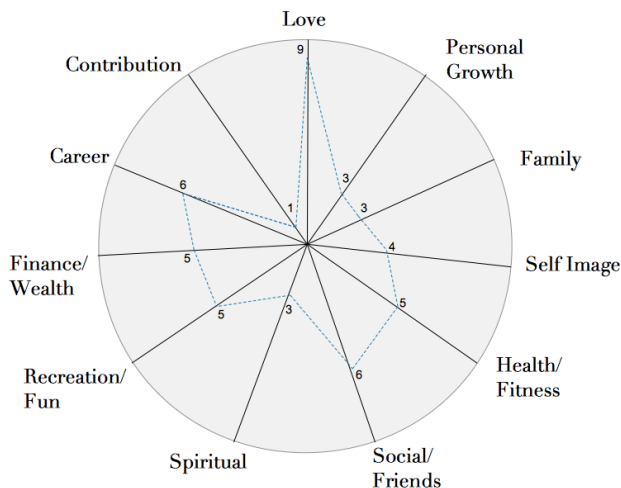 Love
9
Personal
Growth
Contribution
Career
Family
6
3
3
1
4
Finance/
Wealth
5
Self Image
5
5
3
Recreation/
Fun
6
Health/
Fitness
Spiritual
Social/
Friends